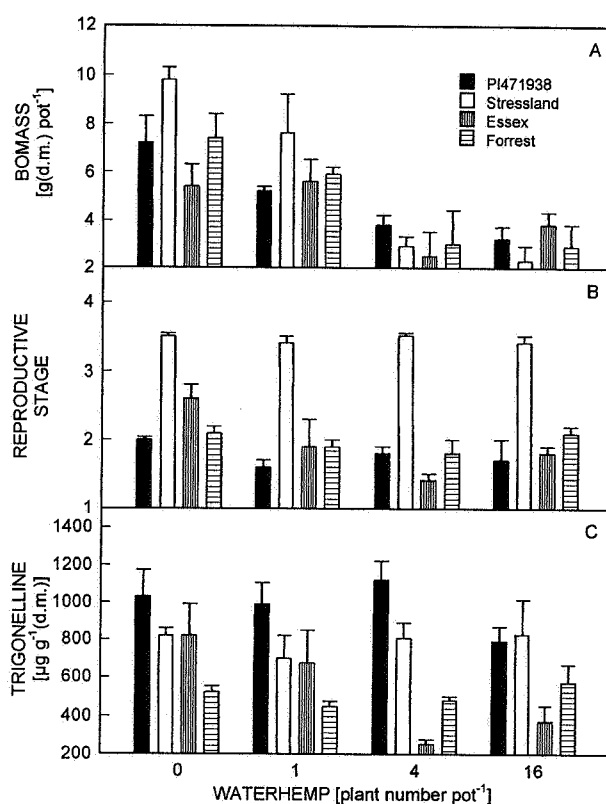 12
10
8
6
4
2
BOMASS
[g(d.m.) pot-1]
A
PI471938
Stressland
Essex
Forrest
4
3
2
1
REPRODUCTIVE
STAGE
B
1400
1200
1000
800
600
400
200
TRIGONELLINE
[µg g-1(d.m.)]
C
0 1 4 16
WATERHEMP [plant number pot-1]